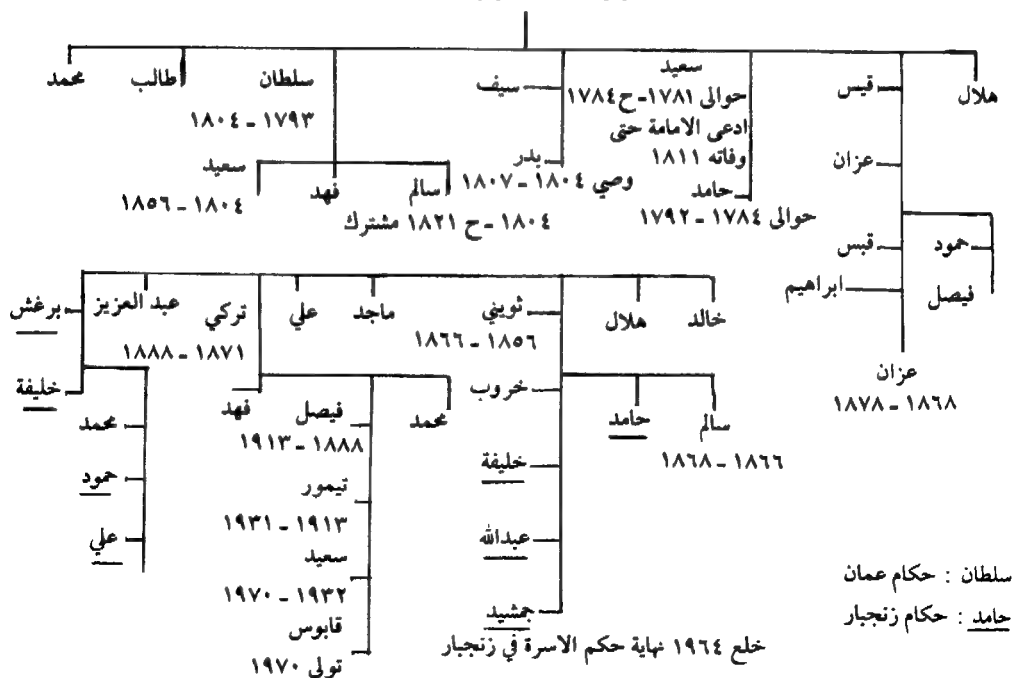 هلال
قيس
عزان
حمود
قبس
فيصل
ابراهيم
عزان
١٨٦٨ - ١٨٧٨
سعيد
حوالى ١٧٨١-ح ١٧٨٤
ادعى الامامة حتى
وفاته ١٨١١
حامد
حوالى ١٧٨٤ - ١٧٩٢
سيف
بدر
وصي ١٨٠٤ - ١٨٠٧
سلطان
١٧٩٣ - ١٨٠٤
طالب
محمد
سالم
١٨٠٤ - ح ١٨٢١ مشترك
فهد
سعيد
١٨٠٤ - ١٨٥٦
خالد
هلال
ثويني
١٨٥٦ - ١٨٦٦
ماجد
علي
تركي
١٨٧١ - ١٨٨٨
عبد العزيز
برغش
سالم
١٨٦٦ - ١٨٦٨
حامد
خروب
خليفة
عبدالله
جمشيد
خلع ١٩٦٤ نهاية حكم الاسرة في زنجبار
محمد
فيصل
١٨٨٨ - ١٩١٣
تيمور
١٩١٣ - ١٩٣١
سعيد
١٩٣٢ - ١٩٧٠
قابوس
تولى ١٩٧٠
فهد
خليفة
محمد
حمود
علي
سلطان : حكام عمان
حامد : حكام زنجبار